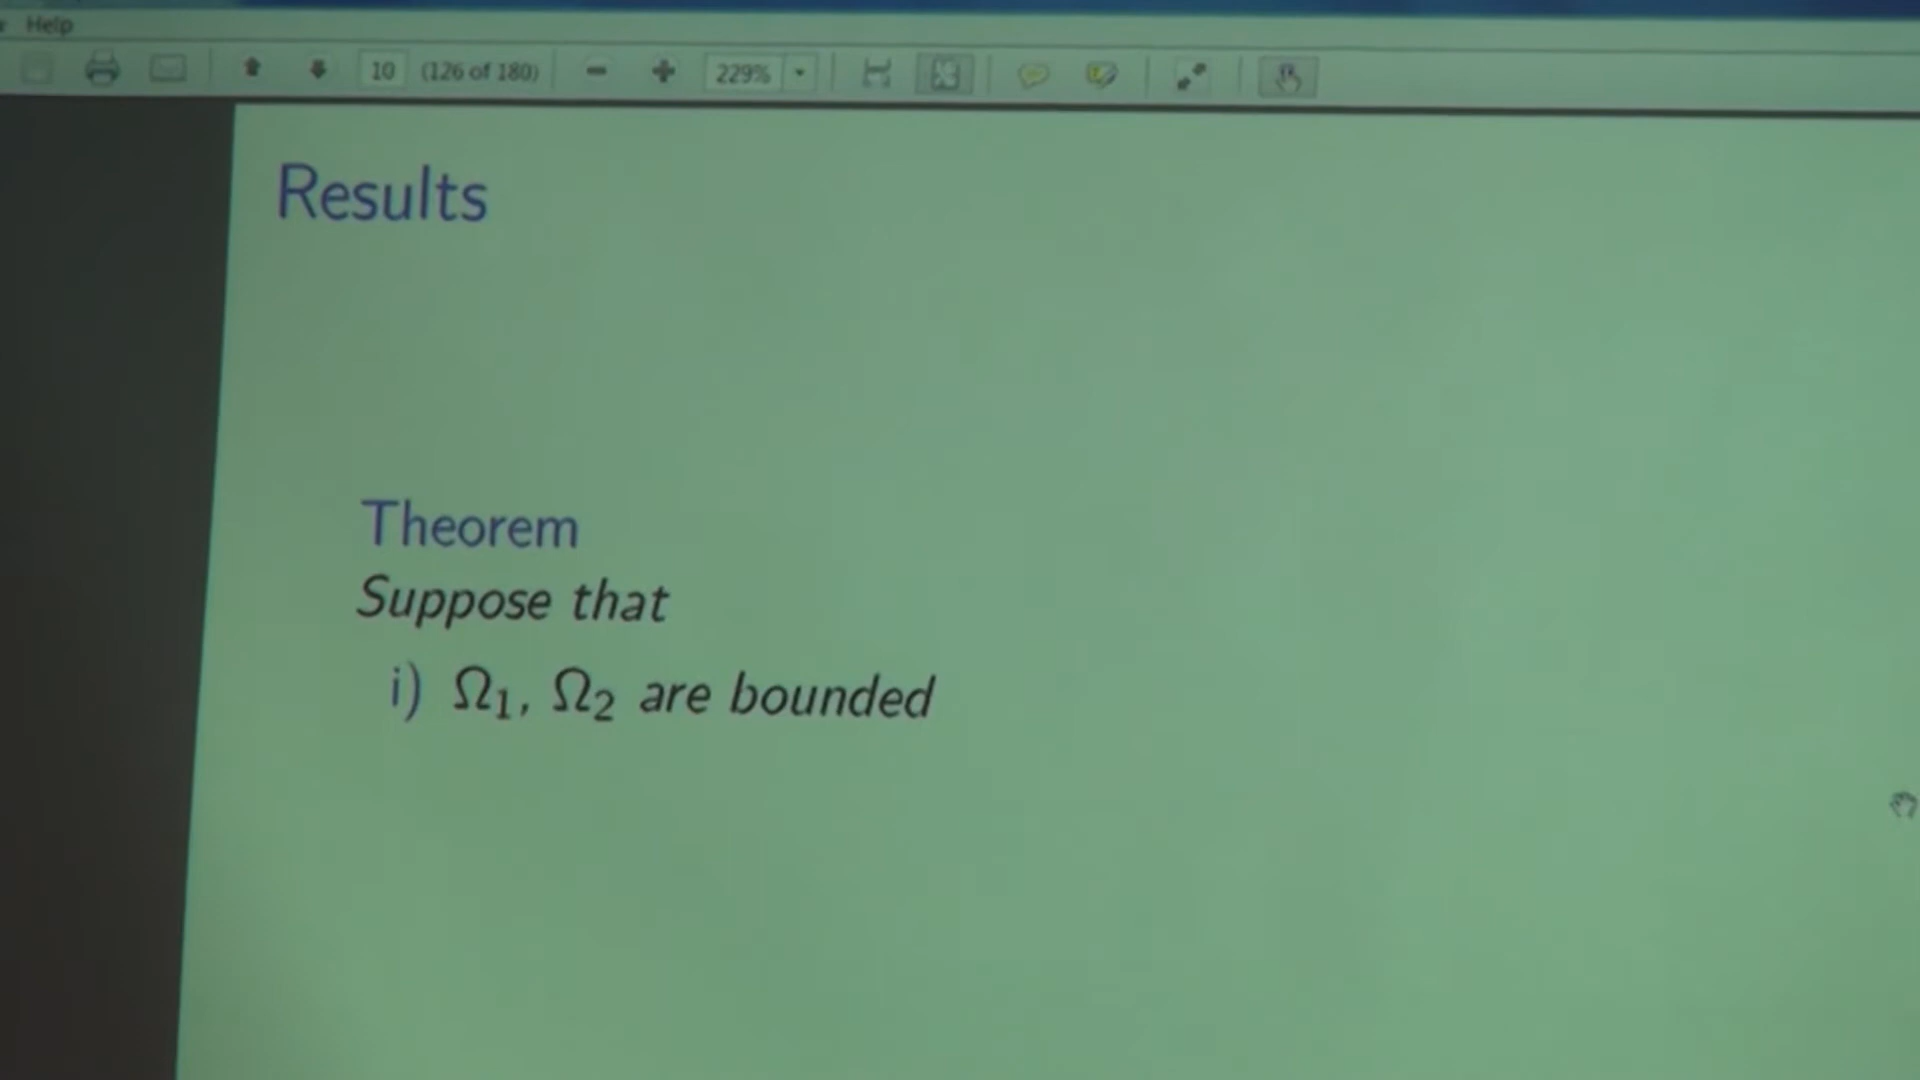 Help
10 (126 of 180) 229%
Results
Theorem
Suppose that
i) Ω₁, Ω₂ are bounded